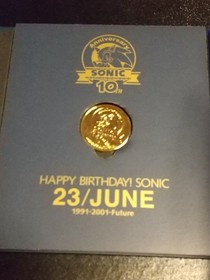 Anniversary
SONIC
10TH
HAPPY BIRTHDAY! SONIC
23/JUNE
1991-2001-Future